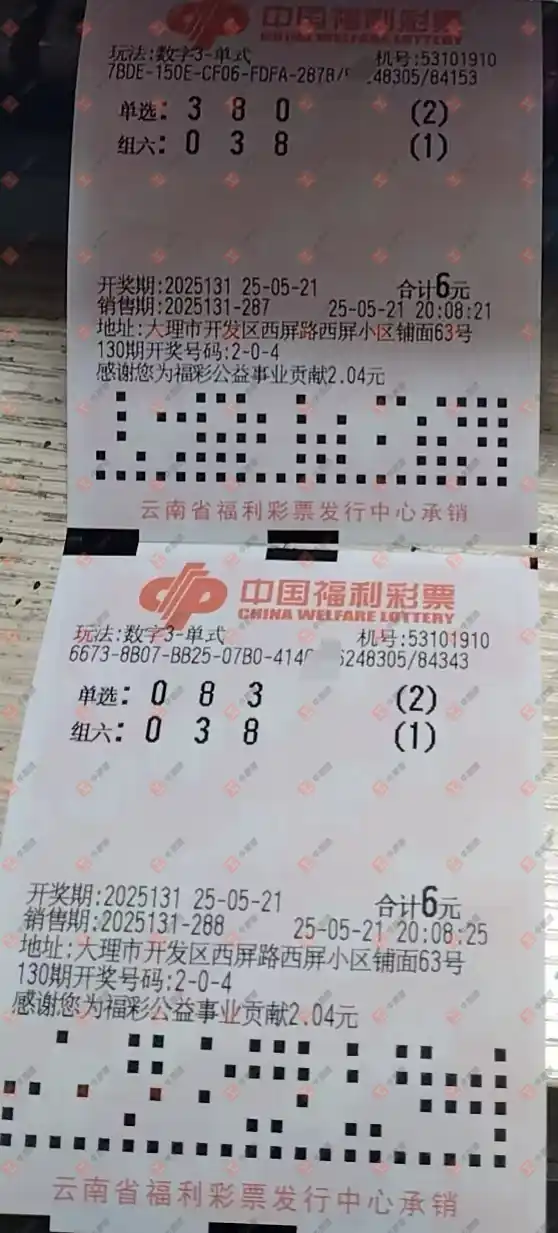 中国福利彩票
CHINA WELFARE LOTTERY
玩法:数字3-单式 机号:53101910
78DE-150E-CF06-FDFA-2878/ 48305/84153
单选: 3 8 0 (2)
组六: 0 3 8 (1)
开奖期:2025131 25-05-21 合计6元
销售期:2025131-287 25-05-21 20:08:21
地址:大理市开发区西屏路西屏小区铺面63号
130期开奖号码:2-0-4
感谢您为福彩公益事业贡献2.04元
云南省福利彩票发行中心承销
中国福利彩票
CHINA WELFARE LOTTERY
玩法:数字3-单式 机号:53101910
6673-8B07-BB25-07B0-414 6248305/84343
单选: 0 8 3 (2)
组六: 0 3 8 (1)
开奖期:2025131 25-05-21 合计6元
销售期:2025131-288 25-05-21 20:08:25
地址:大理市开发区西屏路西屏小区铺面63号
130期开奖号码:2-0-4
感谢您为福彩公益事业贡献2.04元
云南省福利彩票发行中心承销